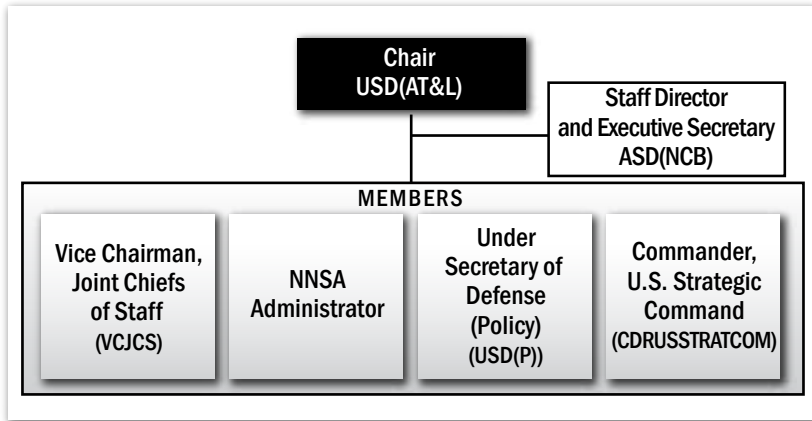 Chair
USD(AT&L)
Staff Director
and Executive Secretary
ASD(NCB)
MEMBERS
Vice Chairman,
Joint Chiefs
of Staff
(VCJCS)
NNSA
Administrator
Under
Secretary of
Defense
(Policy)
(USD(P))
Commander,
U.S. Strategic
Command
(CDRUSSTRATCOM)